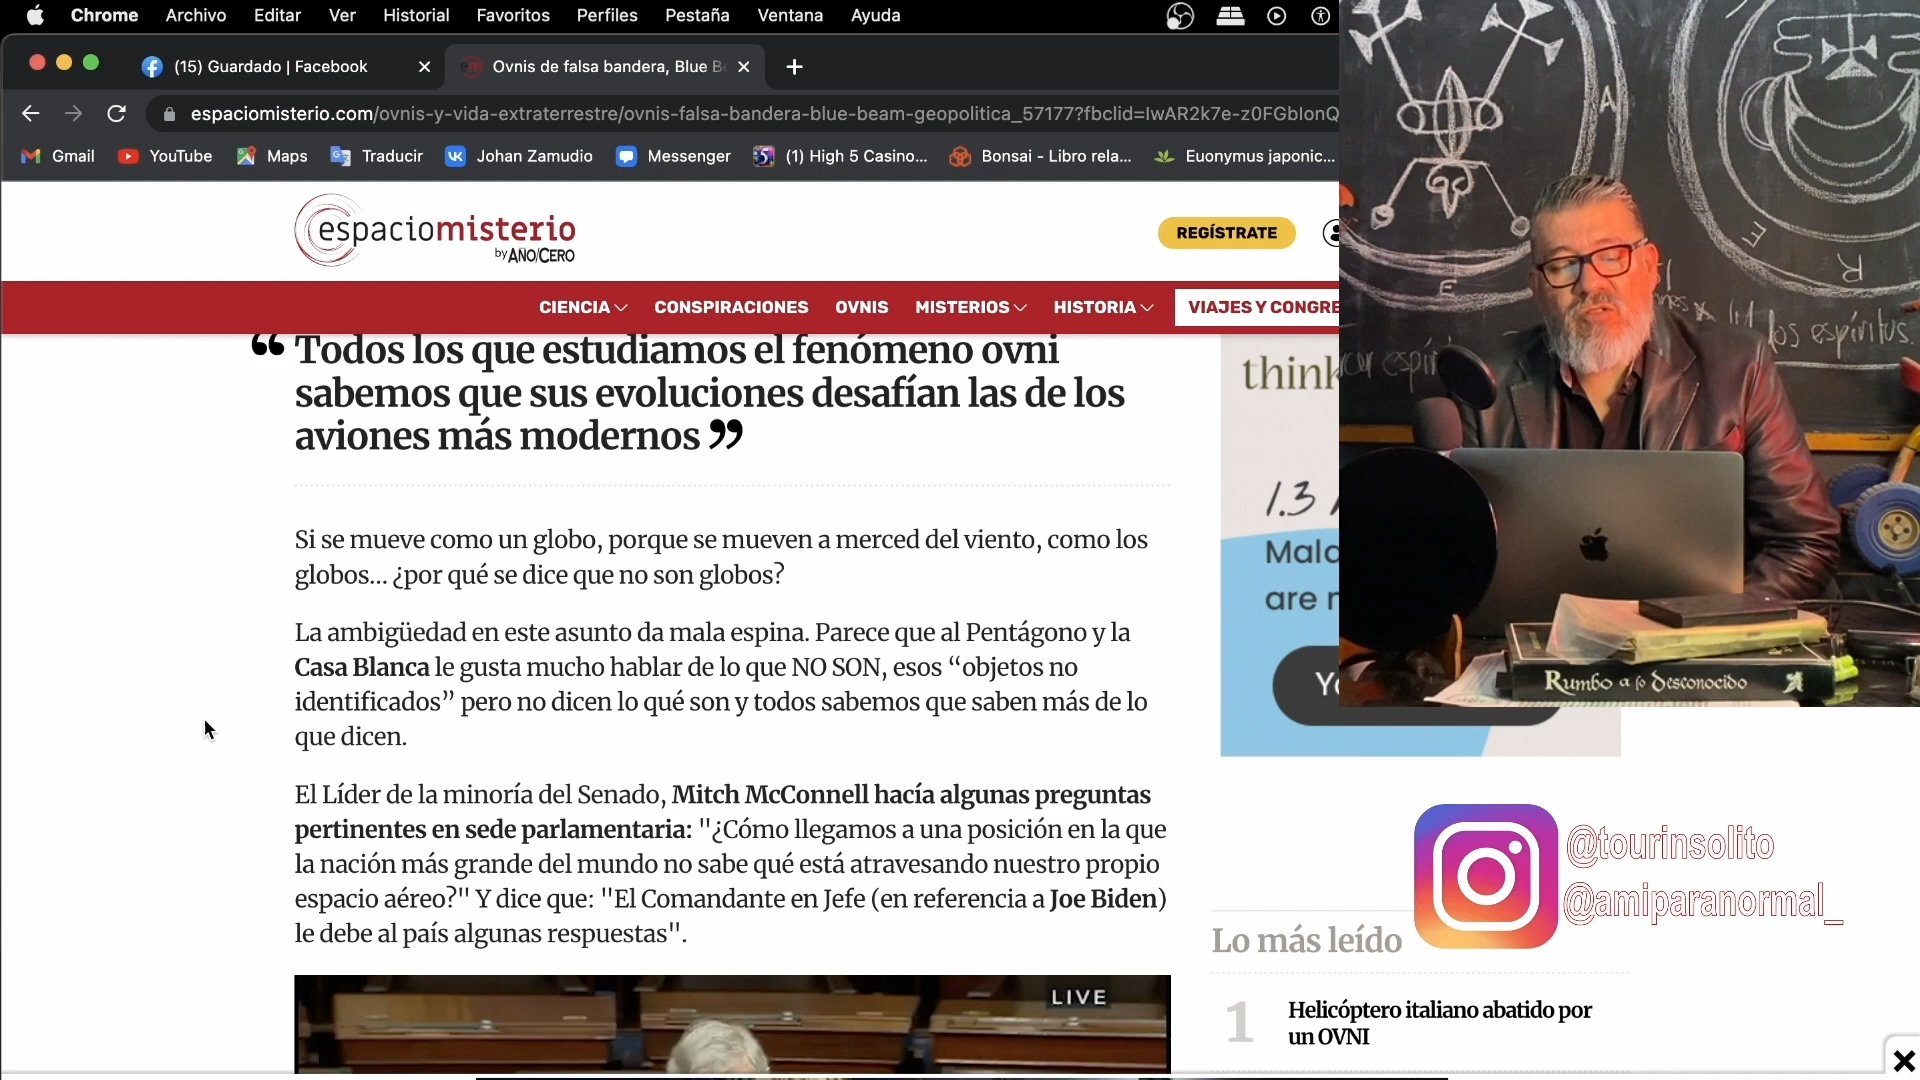 Chrome Archivo Editar Ver Historial Favoritos Perfiles Pestaña Ventana Ayuda
(15) Guardado | Facebook
Ovnis de falsa bandera, Blue B
espaciomisterio.com/ovnis-y-vida-extraterrestre/ovnis-falsa-bandera-blue-beam-geopolitica_57177?fbclid=IwAR2k7e-z0FGbIonQ
Gmail YouTube Maps Traducir Johan Zamudio Messenger (1) High 5 Casino... Bonsai - Libro rela... Euonymus japonic...
espaciomisterio
by AÑO/CERO
REGÍSTRATE
CIENCIA CONSPIRACIONES OVNIS MISTERIOS HISTORIA VIAJES Y CONGRE
“Todos los que estudiamos el fenómeno ovni
sabemos que sus evoluciones desafían las de los
aviones más modernos”
Si se mueve como un globo, porque se mueven a merced del viento, como los
globos... ¿por qué se dice que no son globos?
La ambigüedad en este asunto da mala espina. Parece que al Pentágono y la
Casa Blanca le gusta mucho hablar de lo que NO SON, esos “objetos no
identificados” pero no dicen lo qué son y todos sabemos que saben más de lo
que dicen.
El Líder de la minoría del Senado, Mitch McConnell hacía algunas preguntas
pertinentes en sede parlamentaria: "¿Cómo llegamos a una posición en la que
la nación más grande del mundo no sabe qué está atravesando nuestro propio
espacio aéreo?" Y dice que: "El Comandante en Jefe (en referencia a Joe Biden)
le debe al país algunas respuestas".
LIVE
think
1.3
Mala
are
Yo
A
E
E
R
los espíritus.
Rumbo a lo desconocido
@tourinsolito
@amiparanormal_
Lo más leído
1 Helicóptero italiano abatido por
un OVNI